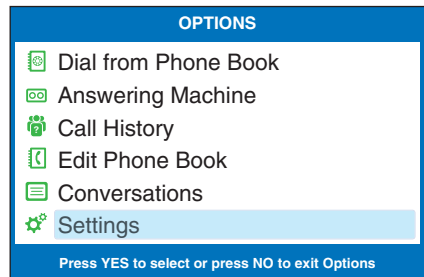 OPTIONS
Dial from Phone Book
Answering Machine
Call History
Edit Phone Book
Conversations
Settings
Press YES to select or press NO to exit Options